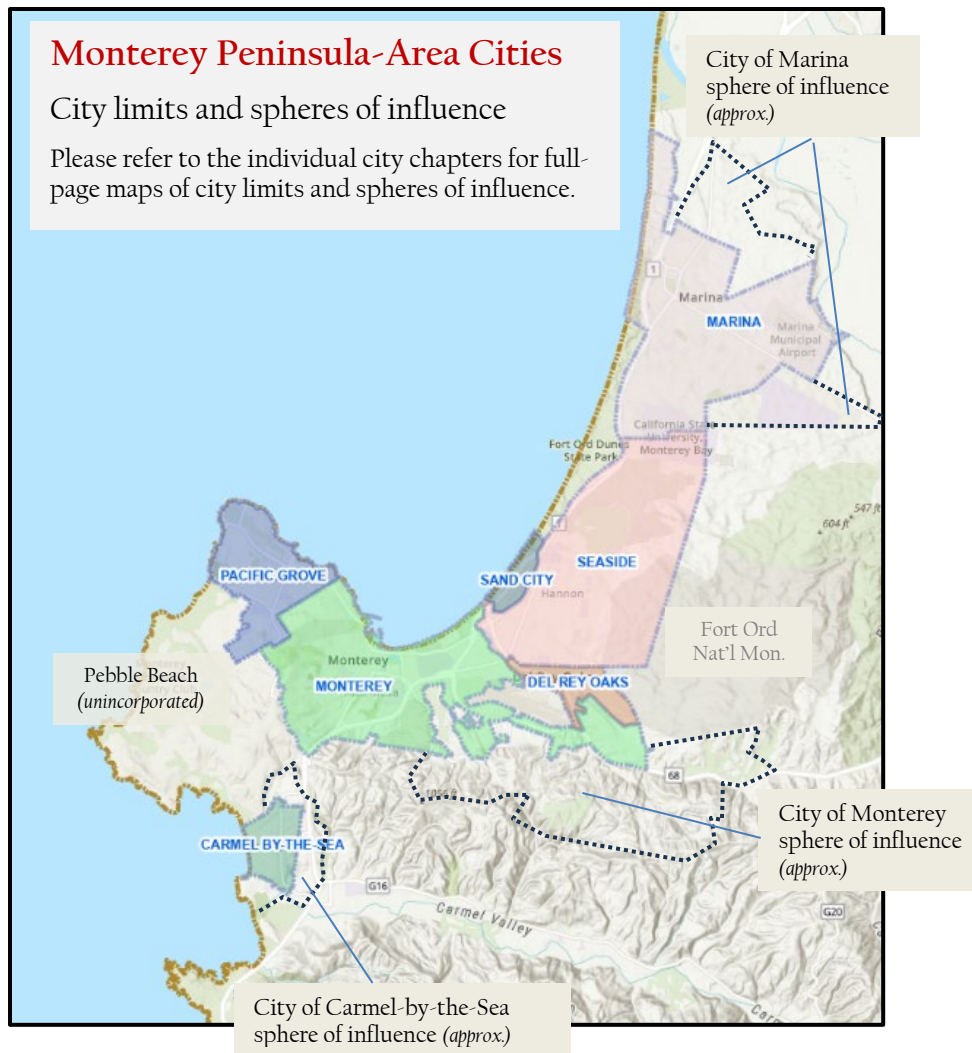 Monterey Peninsula-Area Cities
City limits and spheres of influence
Please refer to the individual city chapters for full-
page maps of city limits and spheres of influence.
City of Marina
sphere of influence
(approx.)
1
Marina
MARINA
Marina
Municipal
Airport
California State
University,
Monterey Bay
Fort Ord Dunes
State Park
547 ft
604 ft
1
SEASIDE
PACIFIC GROVE
SAND CITY
Hannon
Fort Ord
Nat'l Mon.
Monterey
MONTEREY
DEL REY OAKS
Pebble Beach
(unincorporated)
68
1056 ft
City of Monterey
sphere of influence
(approx.)
CARMEL BY-THE-SEA
G16
Carmel Valley
G20
City of Carmel-by-the-Sea
sphere of influence (approx.)